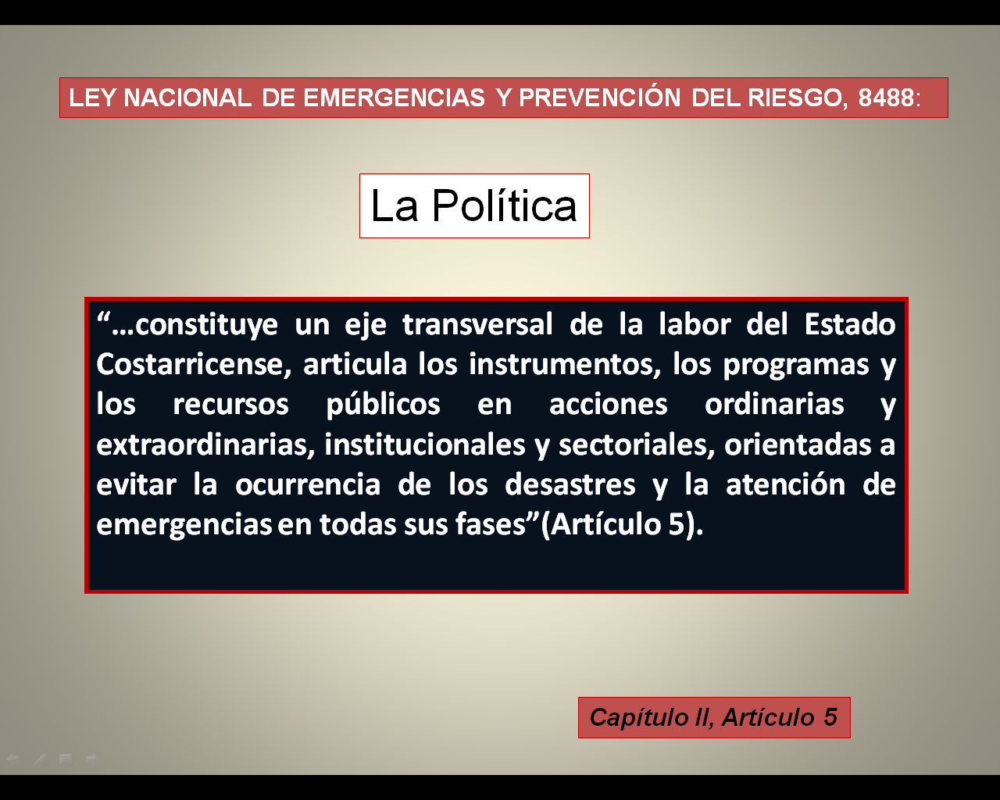 LEY NACIONAL DE EMERGENCIAS Y PREVENCIÓN DEL RIESGO, 8488:
La Política
“…constituye un eje transversal de la labor del Estado
Costarricense, articula los instrumentos, los programas y
los recursos públicos en acciones ordinarias y
extraordinarias, institucionales y sectoriales, orientadas a
evitar la ocurrencia de los desastres y la atención de
emergencias en todas sus fases”(Artículo 5).
Capítulo II, Artículo 5